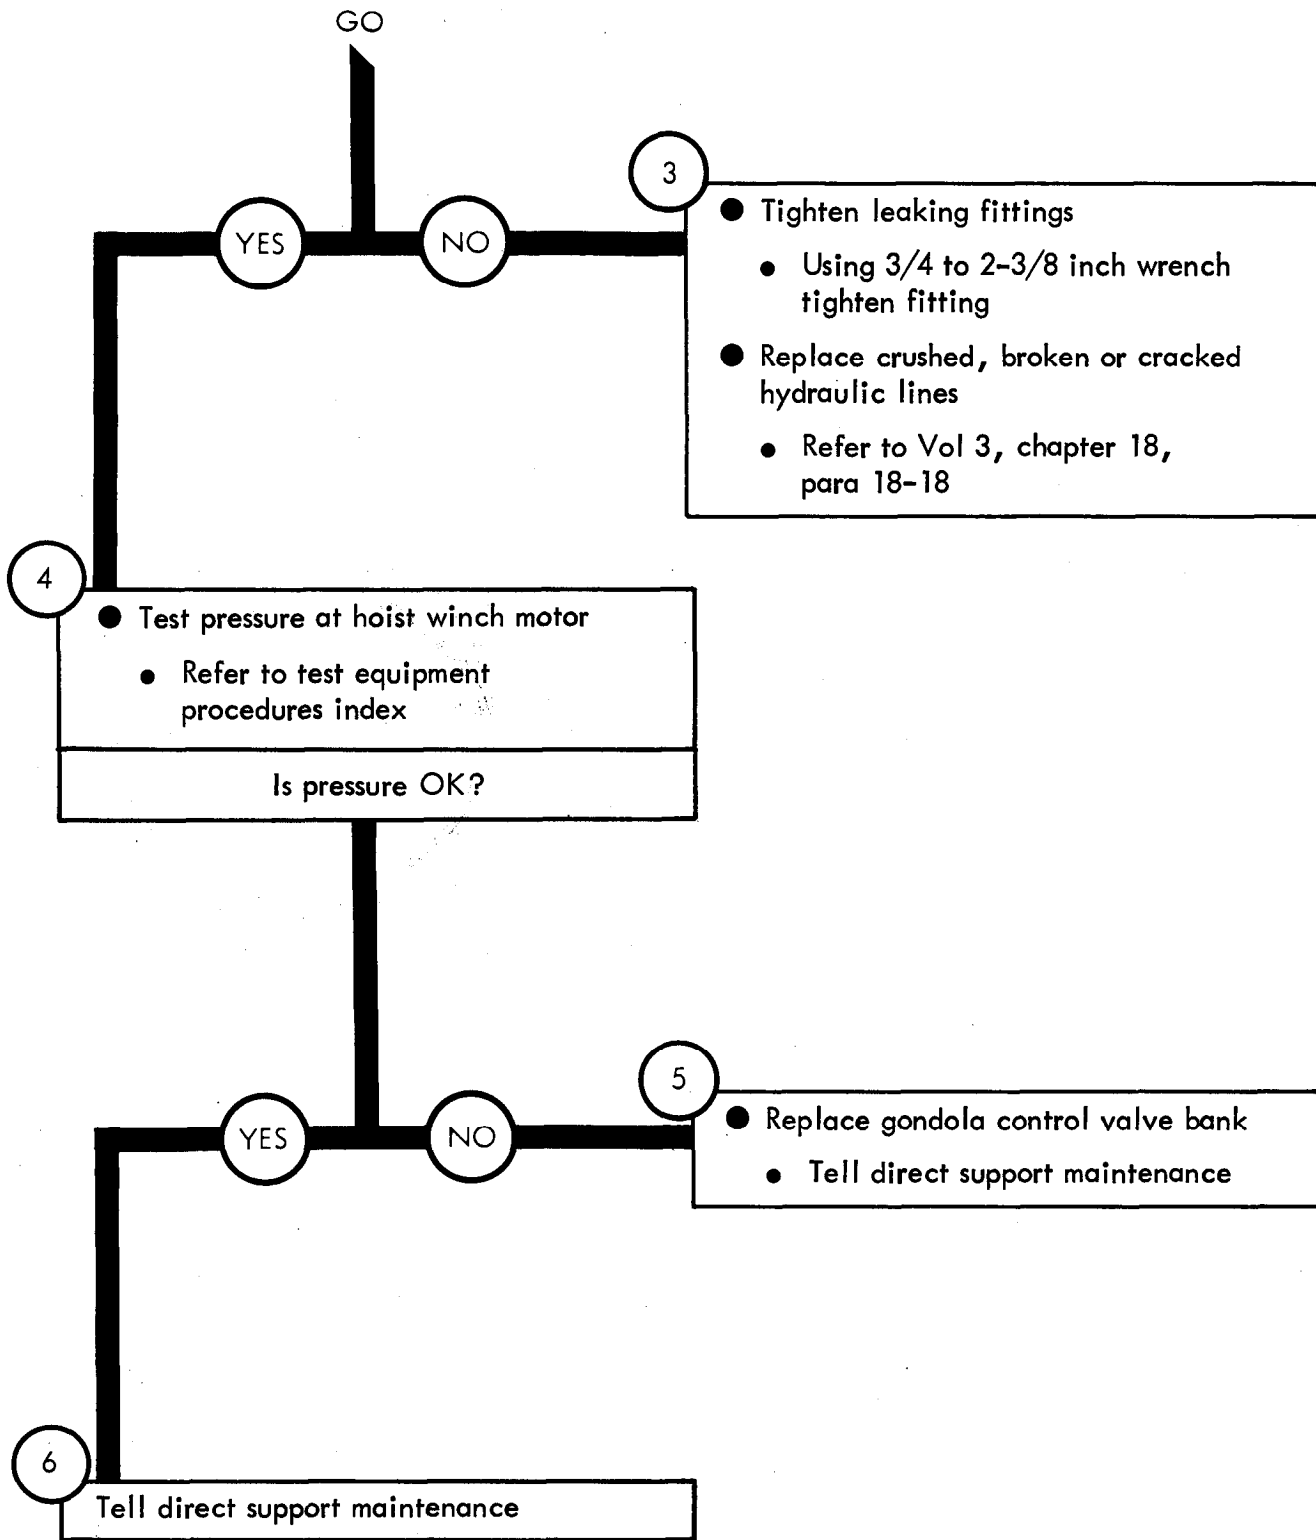 GO
YES
NO
3
● Tighten leaking fittings
● Using 3/4 to 2-3/8 inch wrench
tighten fitting
● Replace crushed, broken or cracked
hydraulic lines
● Refer to Vol 3, chapter 18,
para 18-18
4
● Test pressure at hoist winch motor
● Refer to test equipment
procedures index
Is pressure OK?
YES
NO
5
● Replace gondola control valve bank
● Tell direct support maintenance
6
Tell direct support maintenance